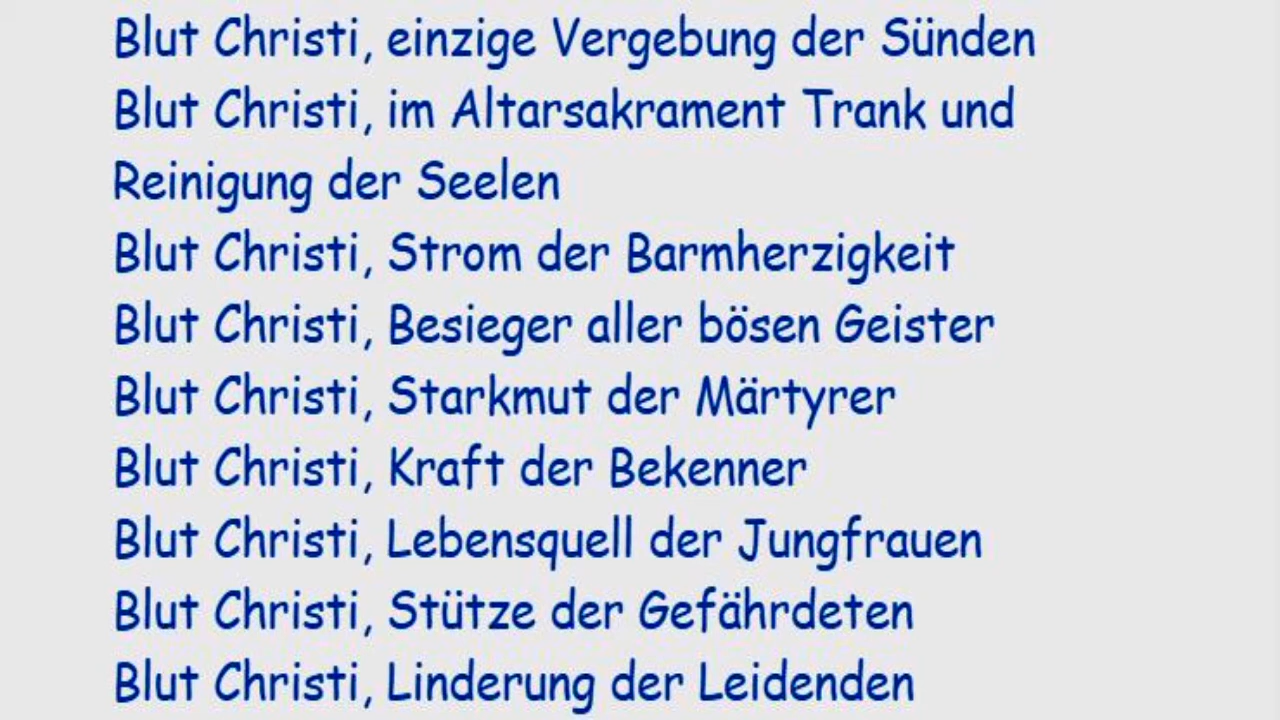 Blut Christi, einzige Vergebung der Sünden
Blut Christi, im Altarsakrament Trank und
Reinigung der Seelen
Blut Christi, Strom der Barmherzigkeit
Blut Christi, Besieger aller bösen Geister
Blut Christi, Starkmut der Märtyrer
Blut Christi, Kraft der Bekenner
Blut Christi, Lebensquell der Jungfrauen
Blut Christi, Stütze der Gefährdeten
Blut Christi, Linderung der Leidenden